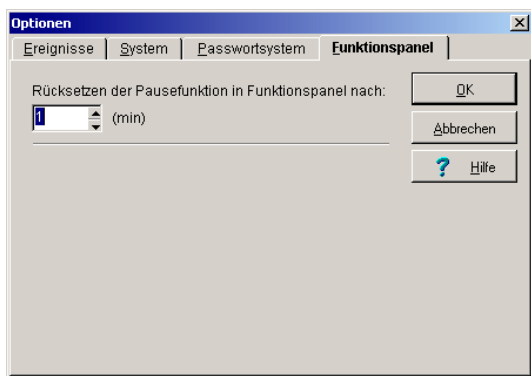 Optionen
Ereignisse System Passwortsystem Funktionspanel
Rücksetzen der Pausefunktion in Funktionspanel nach:
1 (min)
OK
Abbrechen
? Hilfe